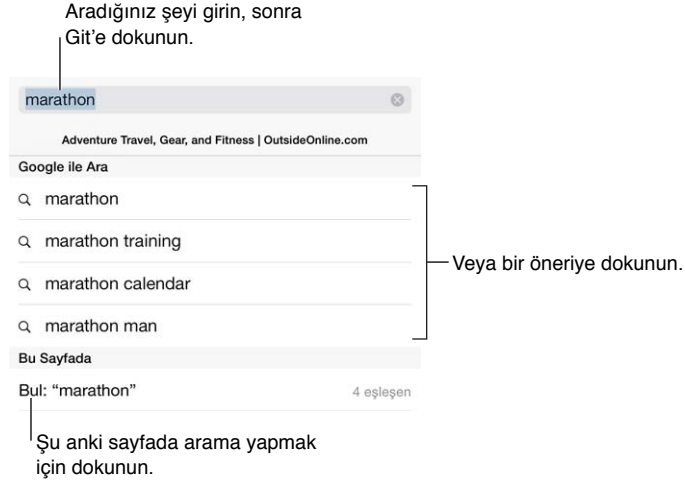 Aradığınız şeyi girin, sonra
Git'e dokunun.
marathon
Adventure Travel, Gear, and Fitness | OutsideOnline.com
Google ile Ara
marathon
marathon training
marathon calendar
marathon man
Veya bir öneriye dokunun.
Bu Sayfada
Bul: “marathon”
4 eşleşen
Şu anki sayfada arama yapmak
için dokunun.